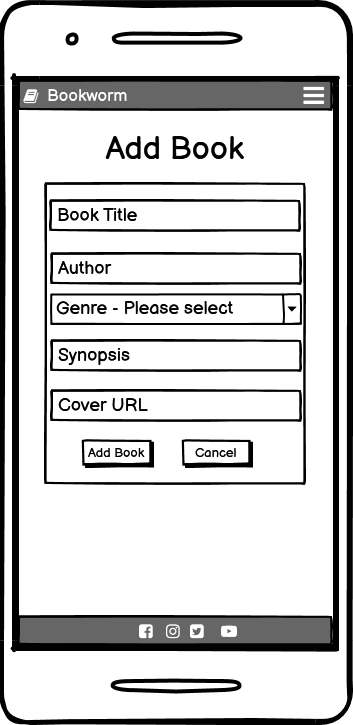 Bookworm
Add Book
Book Title
Author
Genre - Please select
Synopsis
Cover URL
Add Book
Cancel